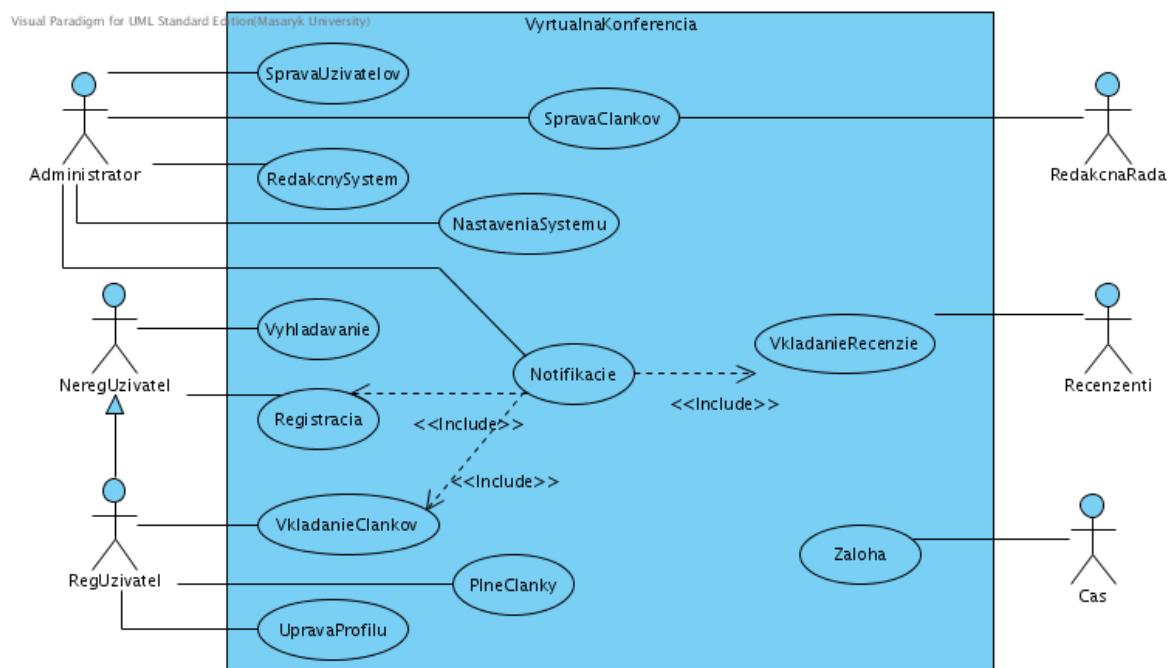 Visual Paradigm for UML Standard Edition(Masaryk University)
VyrtualnaKonferencia
SpravaUzivatelov
SpravaClankov
Administrator
RedakcnySystem
RedakcnaRada
NastaveniaSystemu
Vyhladavanie
VkladanieRecenzie
NeregUzivatel
Notifikacie
Recenzenti
<<Include>>
Registracia
<<Include>>
<<Include>>
VkladanieClankov
Zaloha
RegUzivatel
PlneClanky
Cas
UpravaProfilu